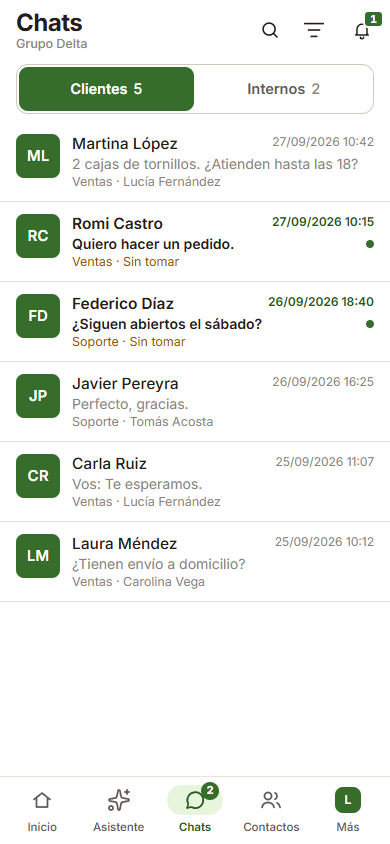 Chats
Grupo Delta
1
Clientes 5
Internos 2
ML
Martina López
27/09/2026 10:42
2 cajas de tornillos. ¿Atienden hasta las 18?
Ventas · Lucía Fernández
RC
Romi Castro
27/09/2026 10:15
Quiero hacer un pedido.
Ventas · Sin tomar
FD
Federico Díaz
26/09/2026 18:40
¿Siguen abiertos el sábado?
Soporte · Sin tomar
JP
Javier Pereyra
26/09/2026 16:25
Perfecto, gracias.
Soporte · Tomás Acosta
CR
Carla Ruiz
25/09/2026 11:07
Vos: Te esperamos.
Ventas · Lucía Fernández
LM
Laura Méndez
25/09/2026 10:12
¿Tienen envío a domicilio?
Ventas · Carolina Vega
2
L
Inicio
Asistente
Chats
Contactos
Más